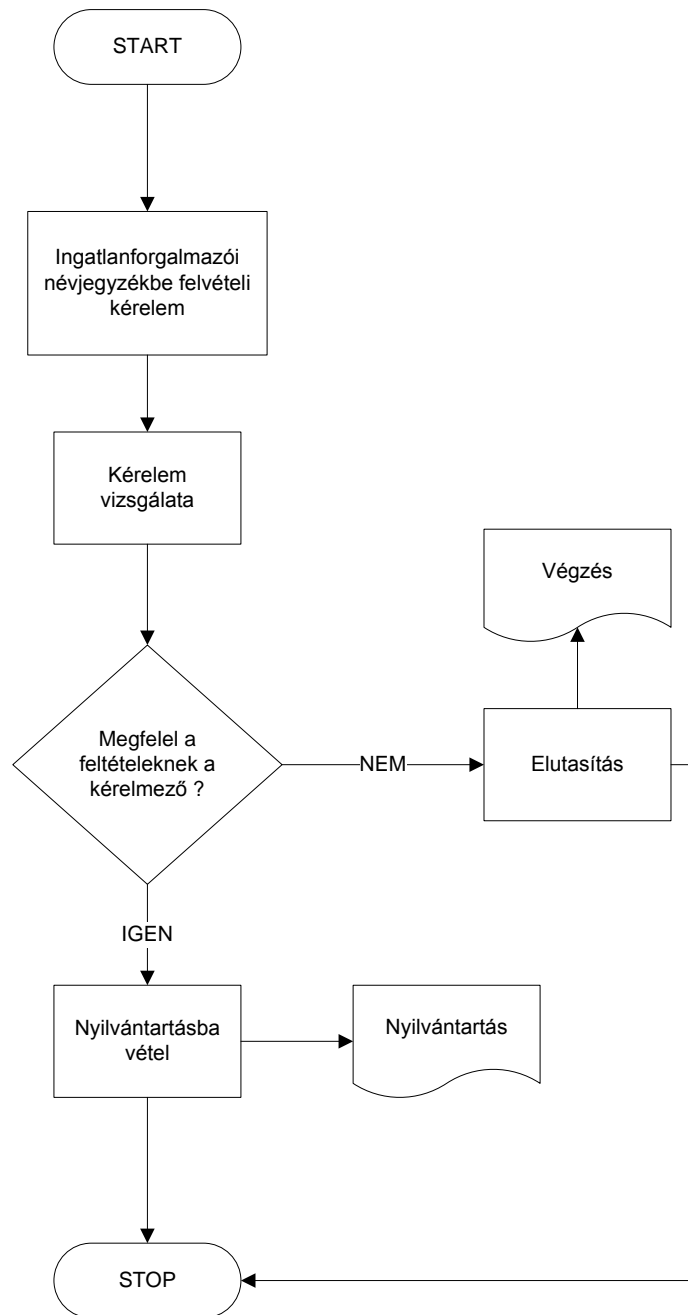 START
Ingatlanforgalmazói
névjegyzékbe felvételi
kérelem
Kérelem
vizsgálata
Végzés
Megfelel a
feltételeknek a
kérelmező ?
NEM
Elutasítás
IGEN
Nyilvántartásba
vétel
Nyilvántartás
STOP